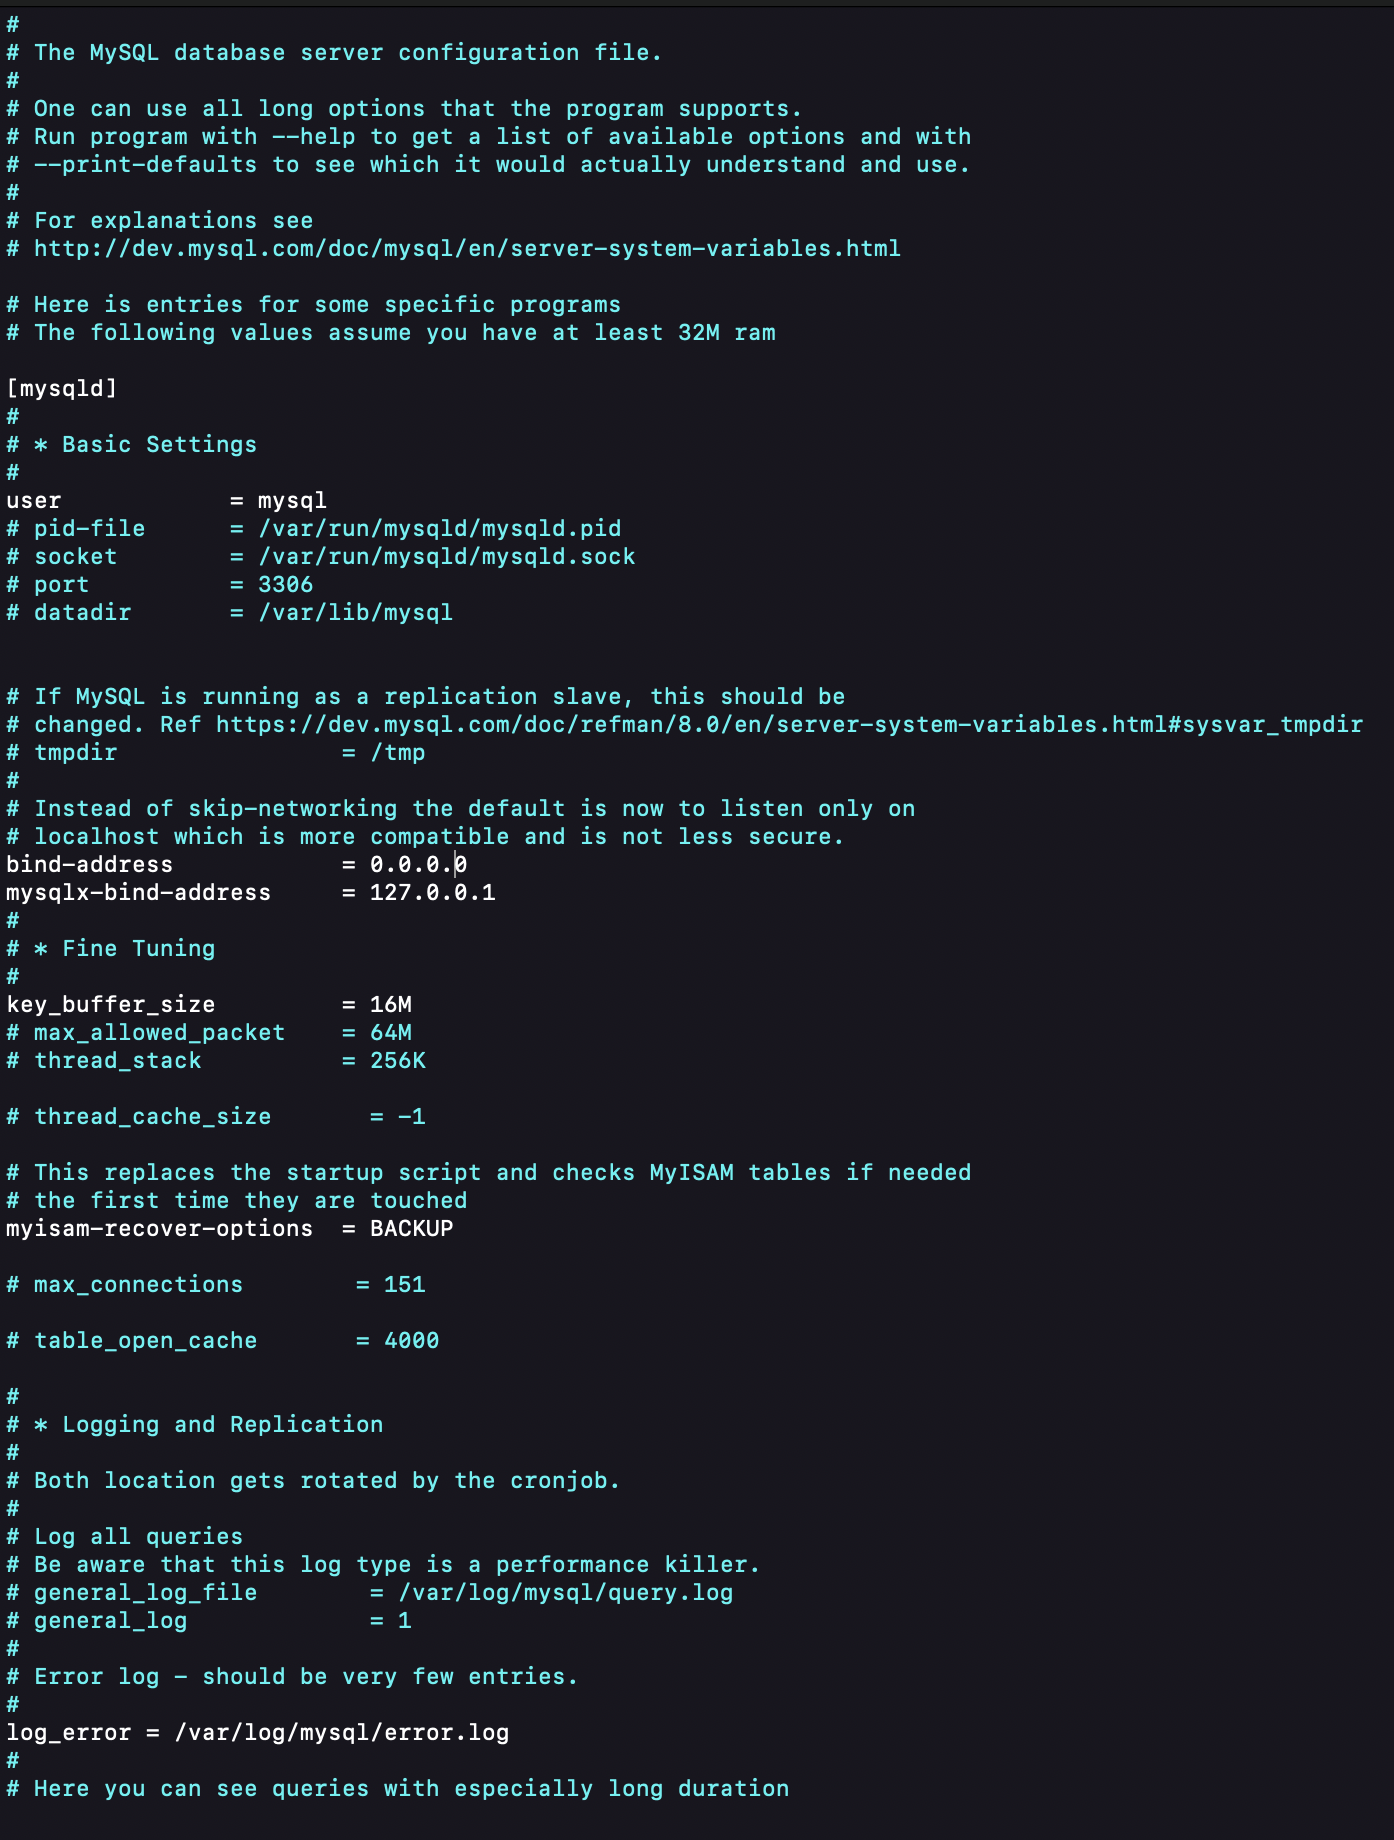 #
# The MySQL database server configuration file.
#
# One can use all long options that the program supports.
# Run program with --help to get a list of available options and with
# --print-defaults to see which it would actually understand and use.
#
# For explanations see
# http://dev.mysql.com/doc/mysql/en/server-system-variables.html

# Here is entries for some specific programs
# The following values assume you have at least 32M ram

[mysqld]
#
# * Basic Settings
#
user            = mysql
# pid-file      = /var/run/mysqld/mysqld.pid
# socket        = /var/run/mysqld/mysqld.sock
# port          = 3306
# datadir       = /var/lib/mysql


# If MySQL is running as a replication slave, this should be
# changed. Ref https://dev.mysql.com/doc/refman/8.0/en/server-system-variables.html#sysvar_tmpdir
# tmpdir                = /tmp
#
# Instead of skip-networking the default is now to listen only on
# localhost which is more compatible and is not less secure.
bind-address            = 0.0.0.0
mysqlx-bind-address     = 127.0.0.1
#
# * Fine Tuning
#
key_buffer_size         = 16M
# max_allowed_packet    = 64M
# thread_stack          = 256K

# thread_cache_size       = -1

# This replaces the startup script and checks MyISAM tables if needed
# the first time they are touched
myisam-recover-options  = BACKUP

# max_connections        = 151

# table_open_cache       = 4000

#
# * Logging and Replication
#
# Both location gets rotated by the cronjob.
#
# Log all queries
# Be aware that this log type is a performance killer.
# general_log_file        = /var/log/mysql/query.log
# general_log             = 1
#
# Error log - should be very few entries.
#
log_error = /var/log/mysql/error.log
#
# Here you can see queries with especially long duration